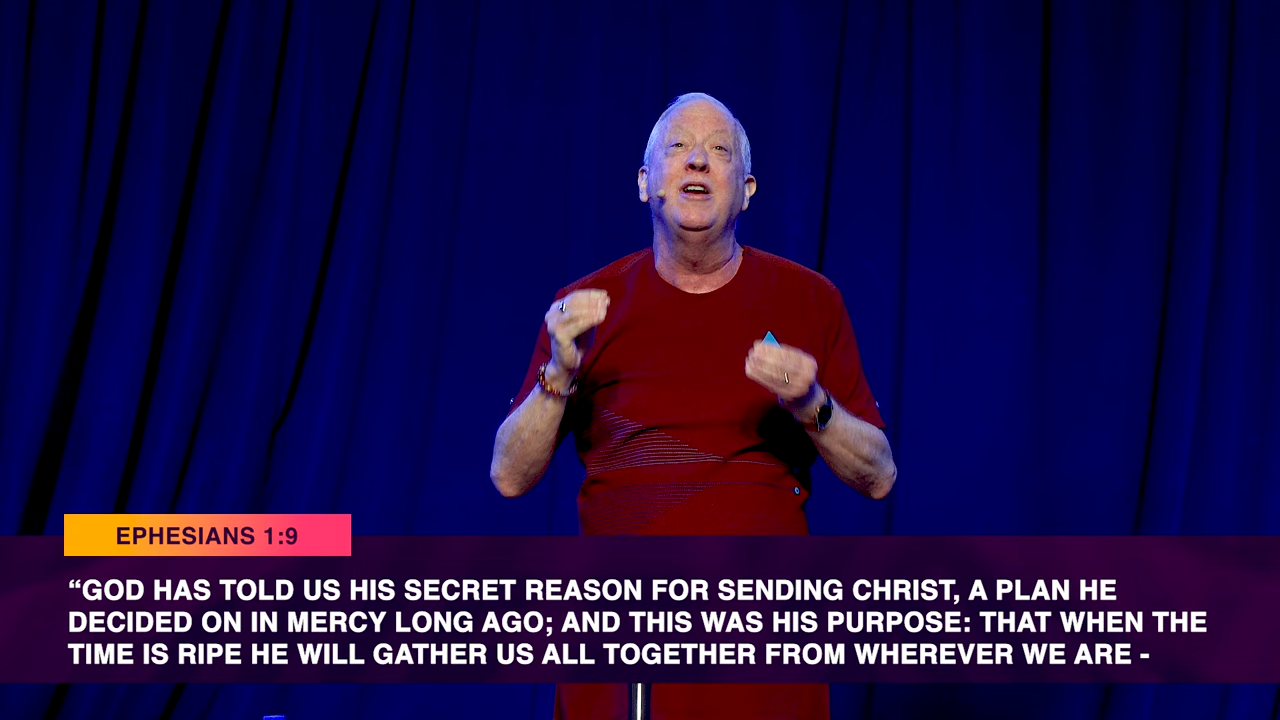 EPHESIANS 1:9
“GOD HAS TOLD US HIS SECRET REASON FOR SENDING CHRIST, A PLAN HE
DECIDED ON IN MERCY LONG AGO; AND THIS WAS HIS PURPOSE: THAT WHEN THE
TIME IS RIPE HE WILL GATHER US ALL TOGETHER FROM WHEREVER WE ARE -